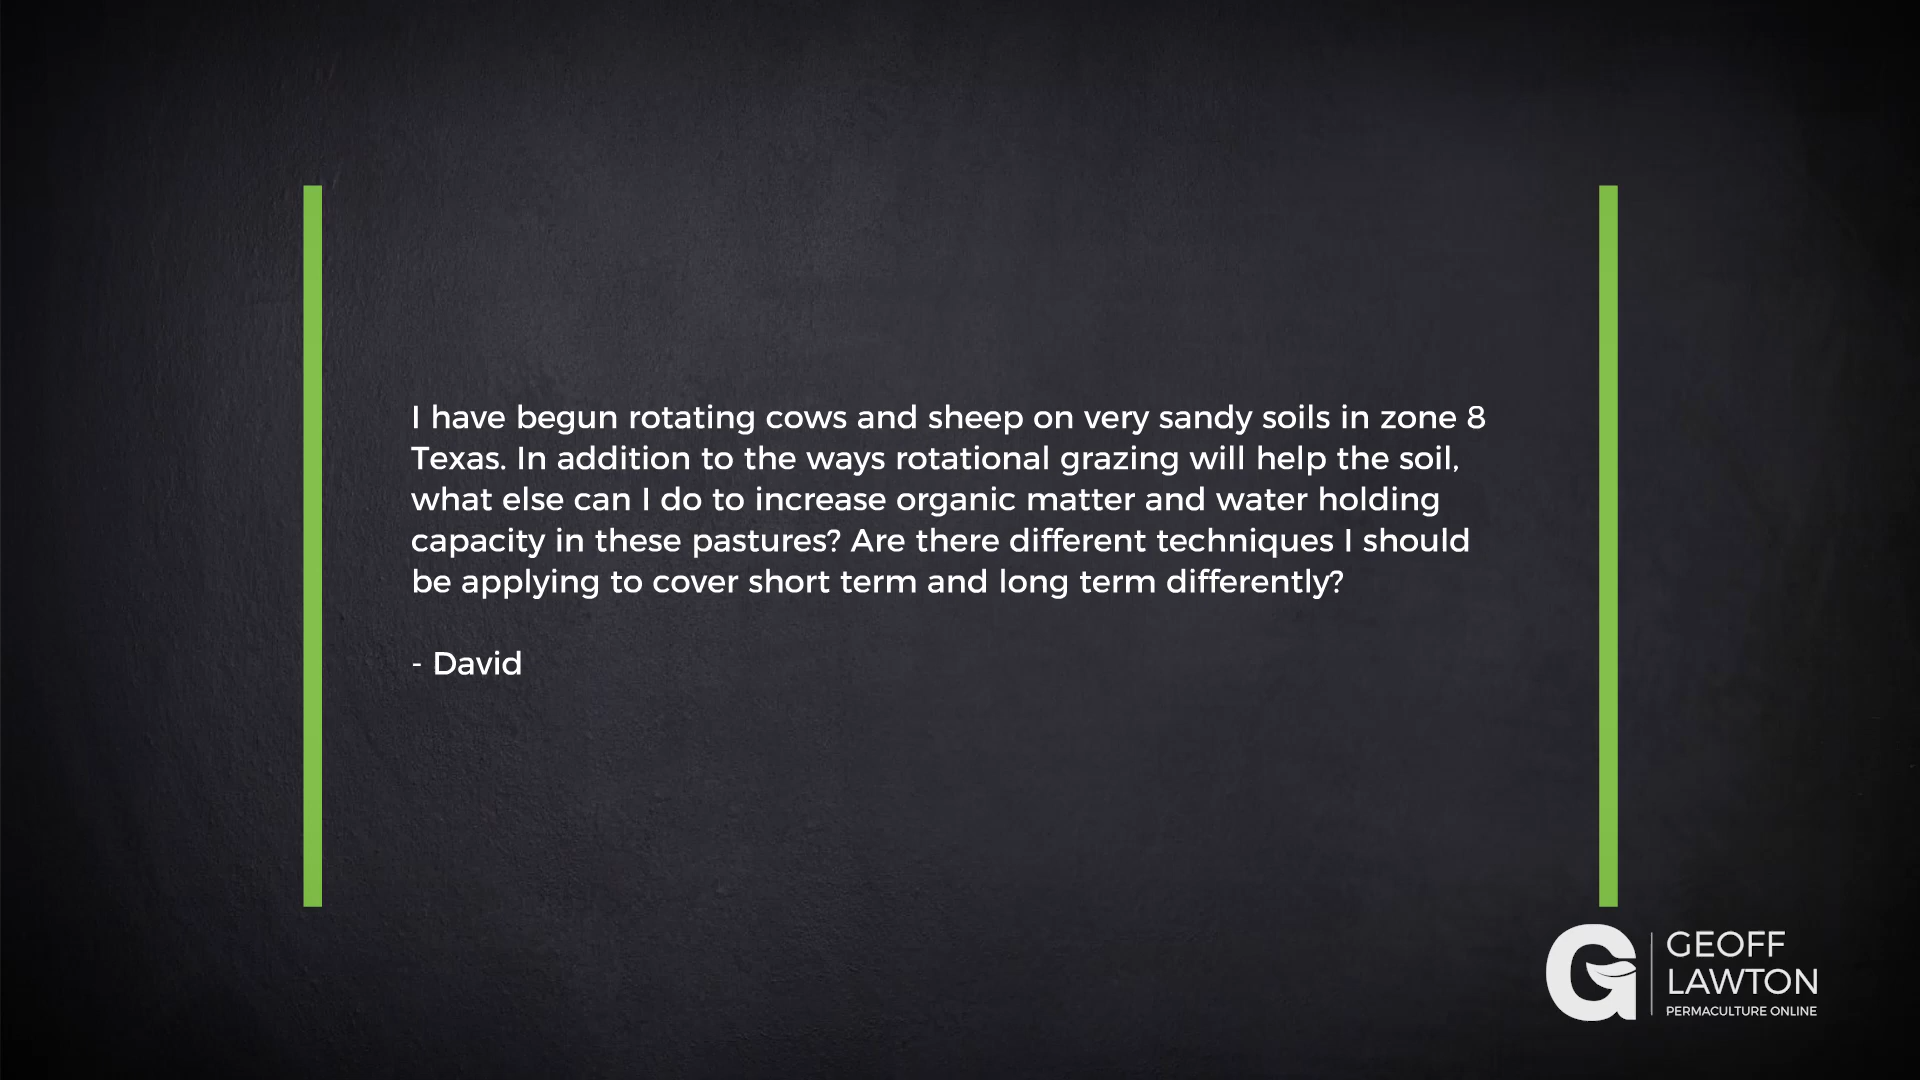 I have begun rotating cows and sheep on very sandy soils in zone 8
Texas. In addition to the ways rotational grazing will help the soil,
what else can I do to increase organic matter and water holding
capacity in these pastures? Are there different techniques I should
be applying to cover short term and long term differently?
- David
GEOFF
LAWTON
PERMACULTURE ONLINE